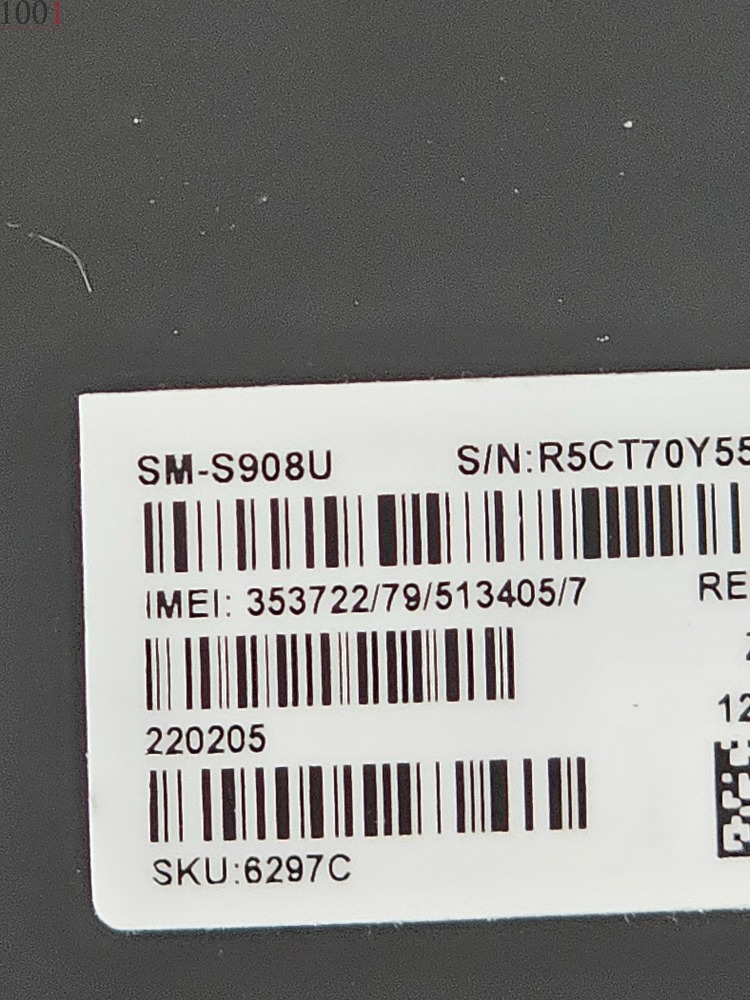 1001
SM-S908U S/N:R5CT70Y55
IMEI: 353722/79/513405/7 RE
220205 12
SKU:6297C